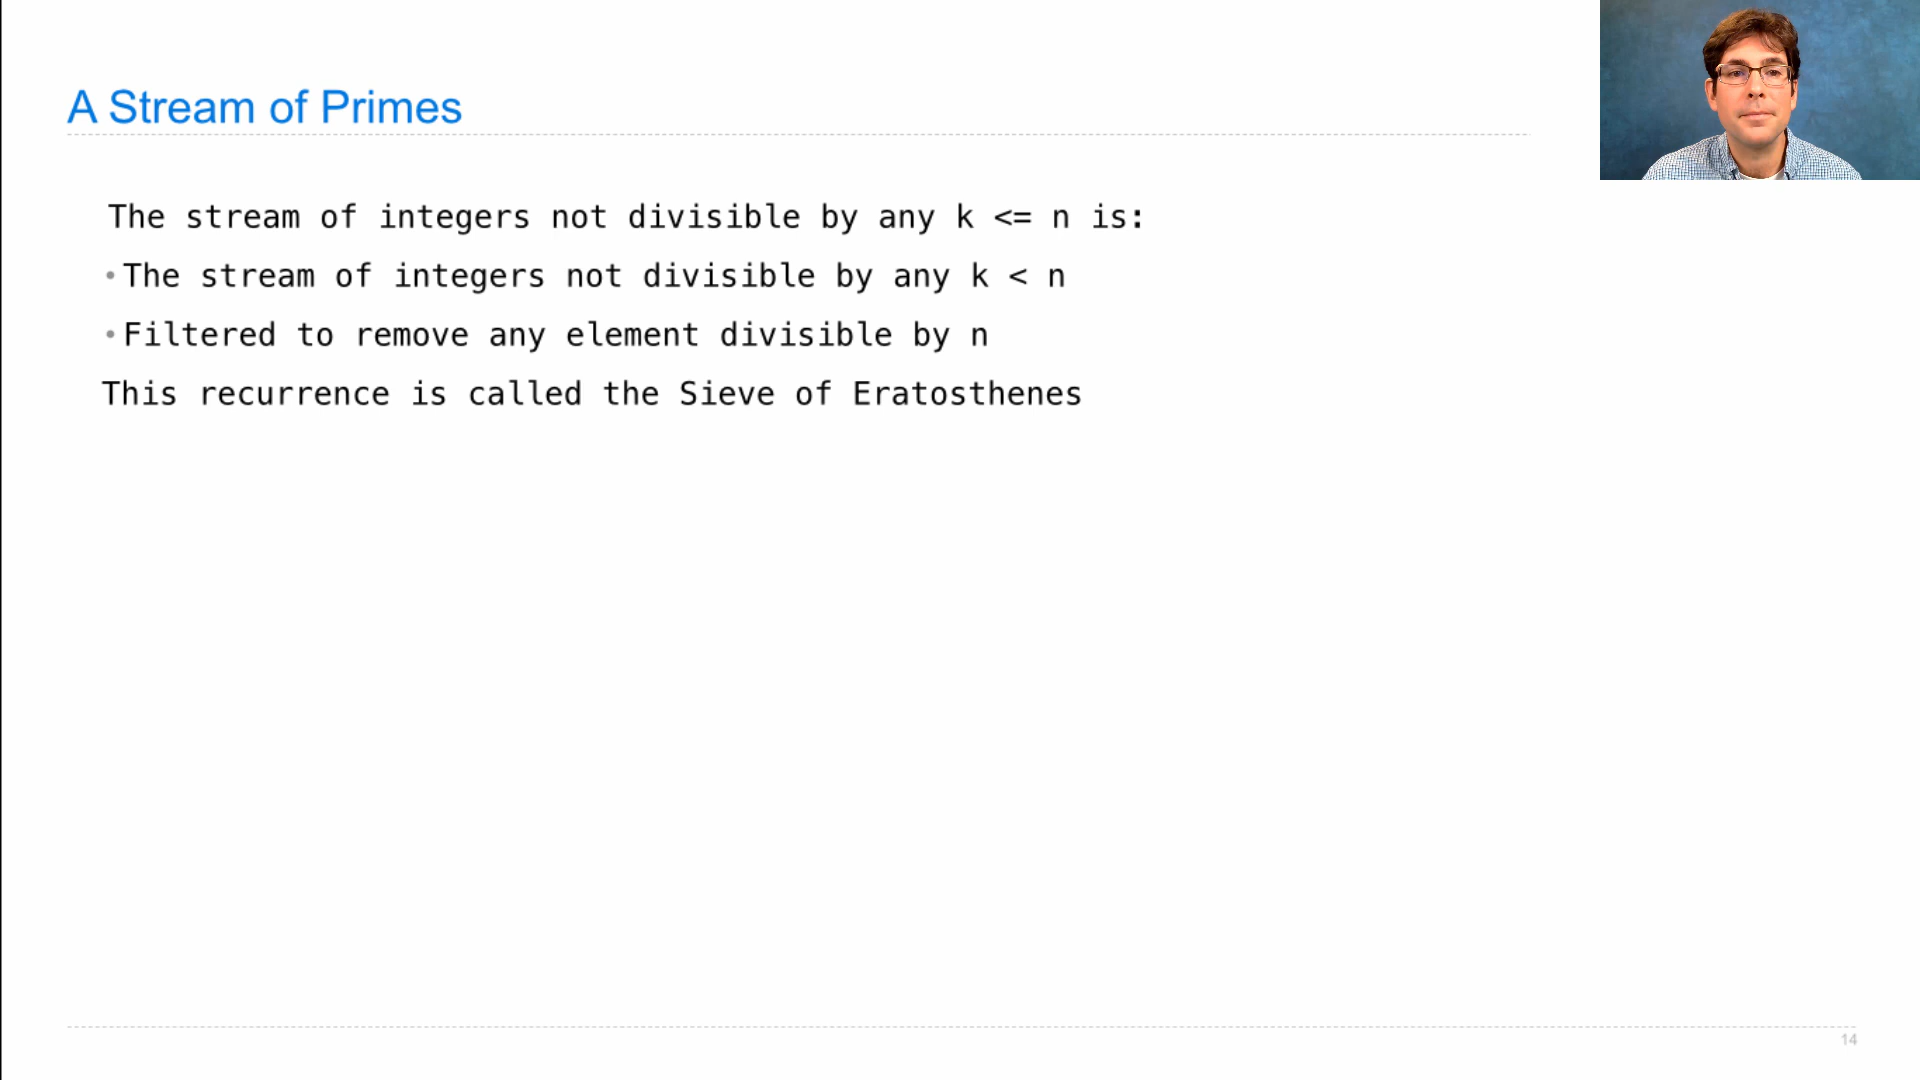 A Stream of Primes
The stream of integers not divisible by any k <= n is:
•The stream of integers not divisible by any k < n
•Filtered to remove any element divisible by n
This recurrence is called the Sieve of Eratosthenes
14